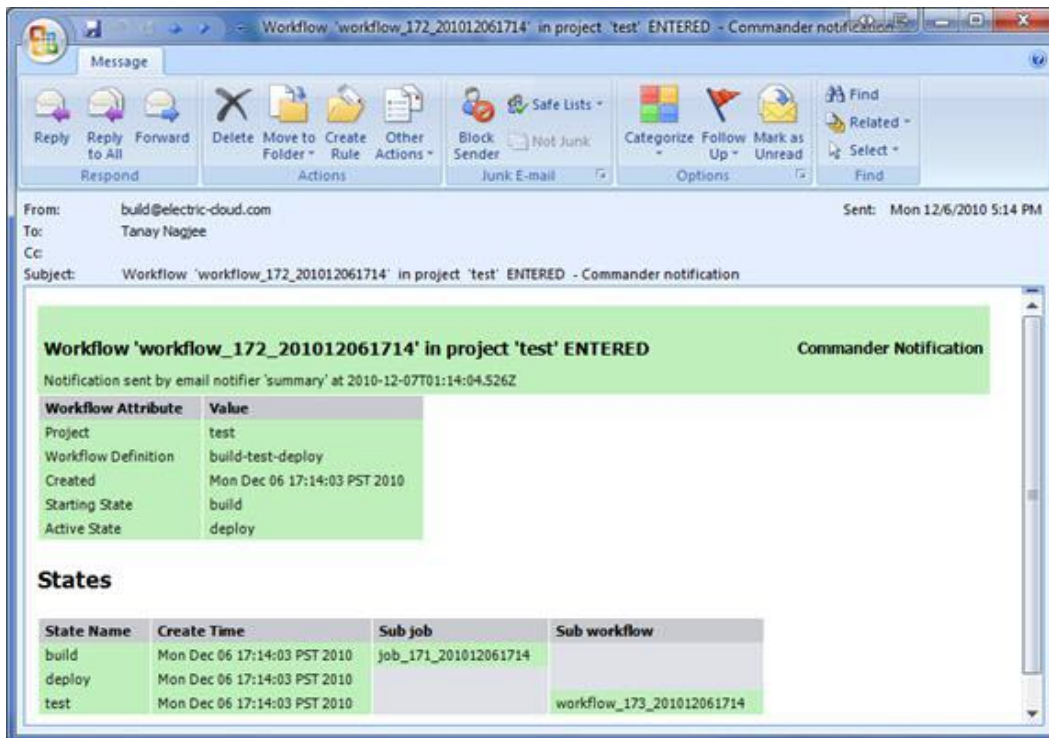 Workflow 'workflow_172_201012061714' in project 'test' ENTERED - Commander notification
Message
Reply
Reply to All
Forward
Respond
Delete
Move to Folder
Create Rule
Other Actions
Actions
Block Sender
Safe Lists
Not Junk
Junk E-mail
Categorize
Follow Up
Mark as Unread
Options
Find
Related
Select
Find
From: build@electric-cloud.com
Sent: Mon 12/6/2010 5:14 PM
To: Tanay Nagjee
Cc:
Subject: Workflow 'workflow_172_201012061714' in project 'test' ENTERED - Commander notification
Workflow 'workflow_172_201012061714' in project 'test' ENTERED Commander Notification
Notification sent by email notifier 'summary' at 2010-12-07T01:14:04.526Z
Workflow Attribute Value
Project test
Workflow Definition build-test-deploy
Created Mon Dec 06 17:14:03 PST 2010
Starting State build
Active State deploy
States
State Name Create Time Sub job Sub workflow
build Mon Dec 06 17:14:03 PST 2010 job_171_201012061714
deploy Mon Dec 06 17:14:03 PST 2010
test Mon Dec 06 17:14:03 PST 2010 workflow_173_201012061714